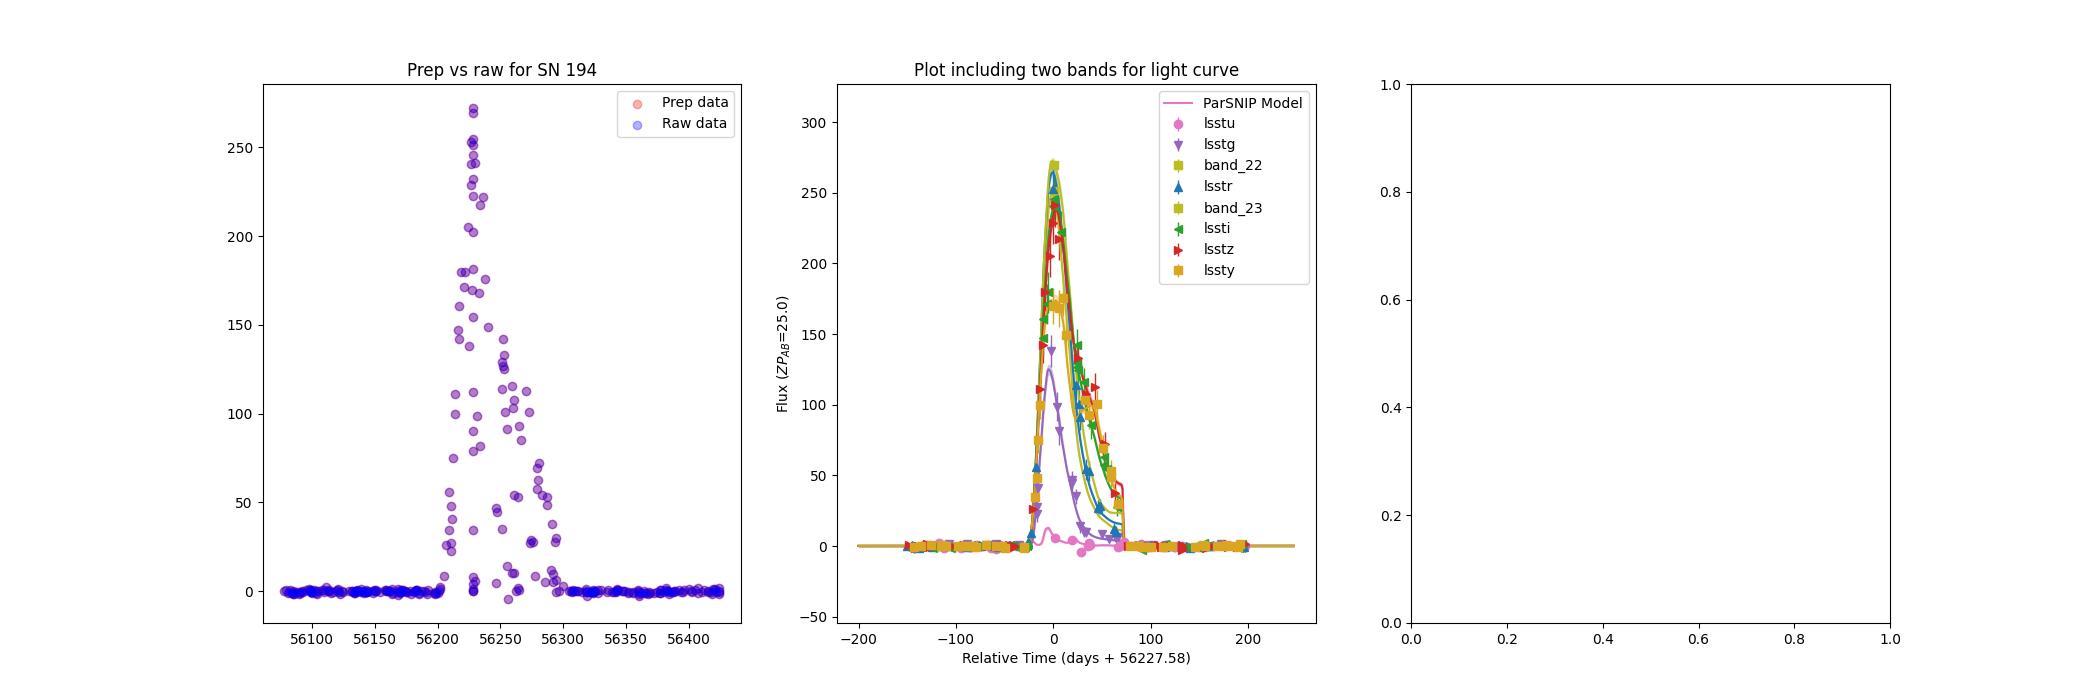 Prep vs raw for SN 194
Prep data
Raw data
250
200
150
100
50
0
56100 56150 56200 56250 56300 56350 56400
Plot including two bands for light curve
ParSNIP Model
lsstu
lsstg
band_22
lsstr
band_23
lssti
lsstz
lssty
Flux (ZP_AB=25.0)
300
250
200
150
100
50
0
−50
−200 −100 0 100 200
Relative Time (days + 56227.58)
1.0
0.8
0.6
0.4
0.2
0.0
0.0 0.2 0.4 0.6 0.8 1.0